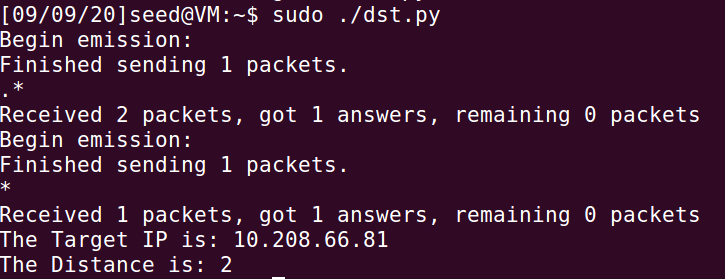 [09/09/20]seed@VM:~$ sudo ./dst.py
Begin emission:
Finished sending 1 packets.
.*
Received 2 packets, got 1 answers, remaining 0 packets
Begin emission:
Finished sending 1 packets.
*
Received 1 packets, got 1 answers, remaining 0 packets
The Target IP is: 10.208.66.81
The Distance is: 2